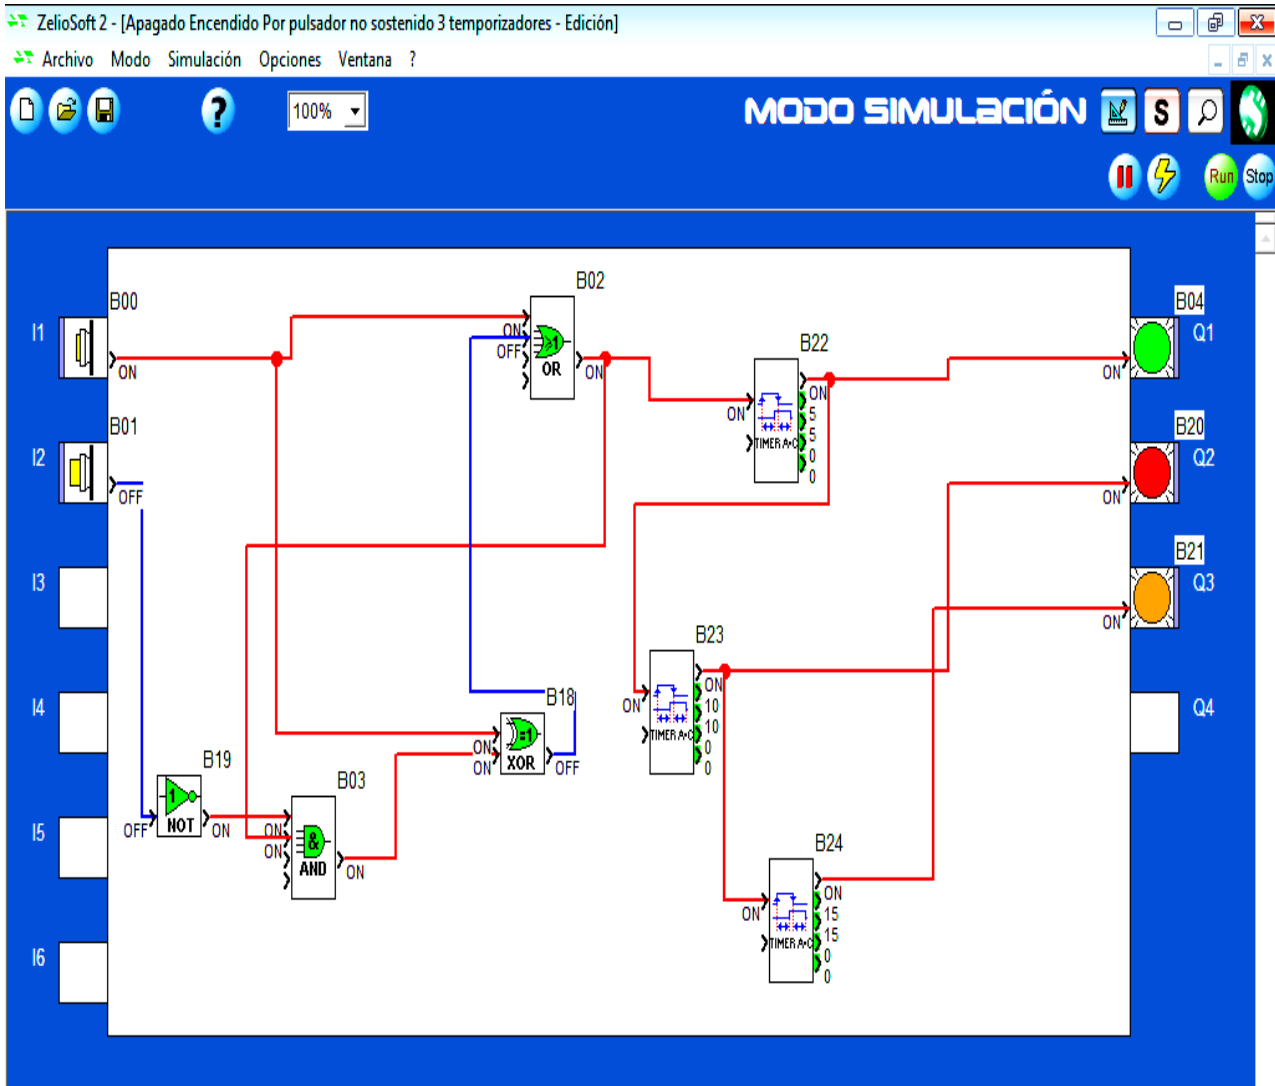 ZelioSoft 2 - [Apagado Encendido Por pulsador no sostenido 3 temporizadores - Edición]
Archivo Modo Simulación Opciones Ventana ?
? 100% MODO SIMULACIÓN S
Run Stop
B02
B00 B04
I1 ON Q1
ON OFF >1 B22
ON OR ON ON
ON ON
5
B01 5 B20
I2 TIMER A•C 0 Q2
OFF 0 ON
B21
I3 Q3
ON
B23
ON
I4 B18 ON 10 Q4
10
TIMER A•C 0
ON =1 0
B19 ON XOR OFF
B03
1
I5 OFF NOT ON ON
ON & B24
AND ON
ON
ON 15
15
I6 TIMER A•C 0
0